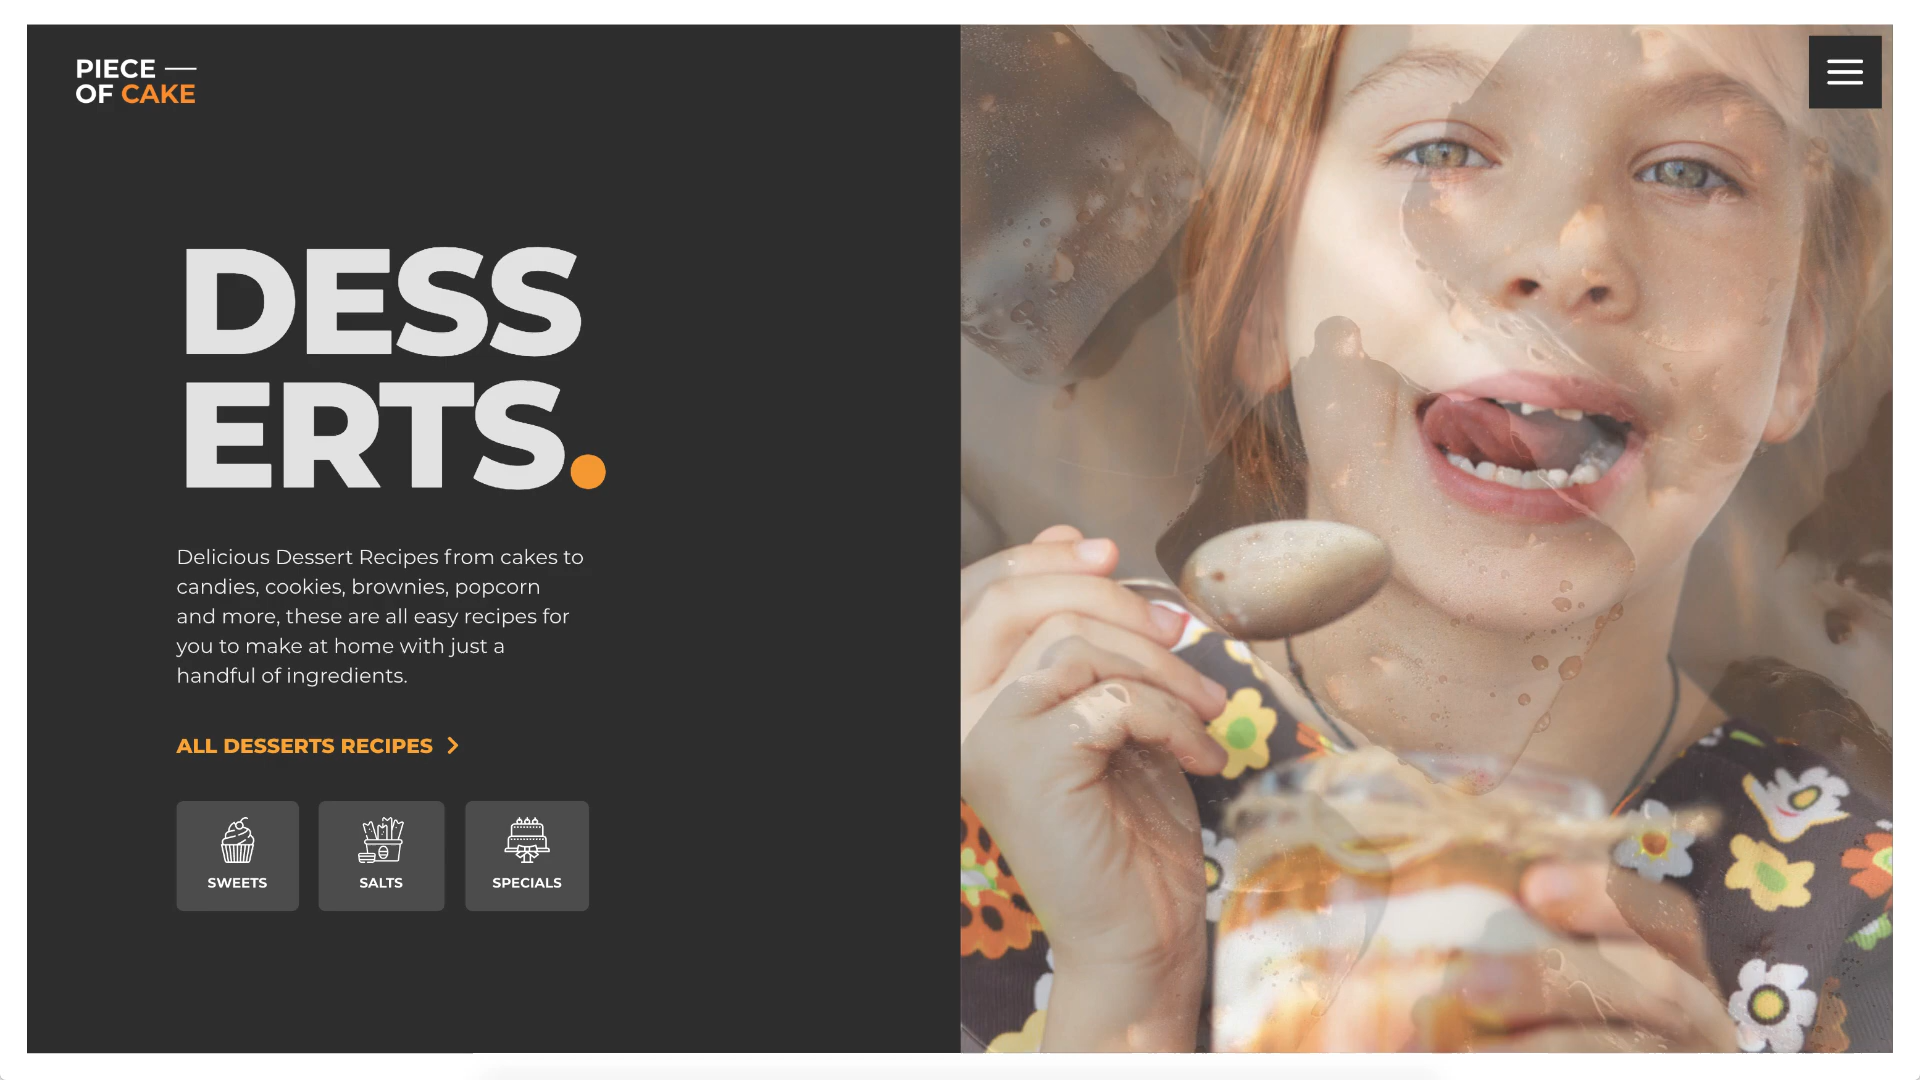 PIECE —
OF CAKE
DESS
ERTS.
Delicious Dessert Recipes from cakes to
candies, cookies, brownies, popcorn
and more, these are all easy recipes for
you to make at home with just a
handful of ingredients.
ALL DESSERTS RECIPES >
SWEETS
SALTS
SPECIALS